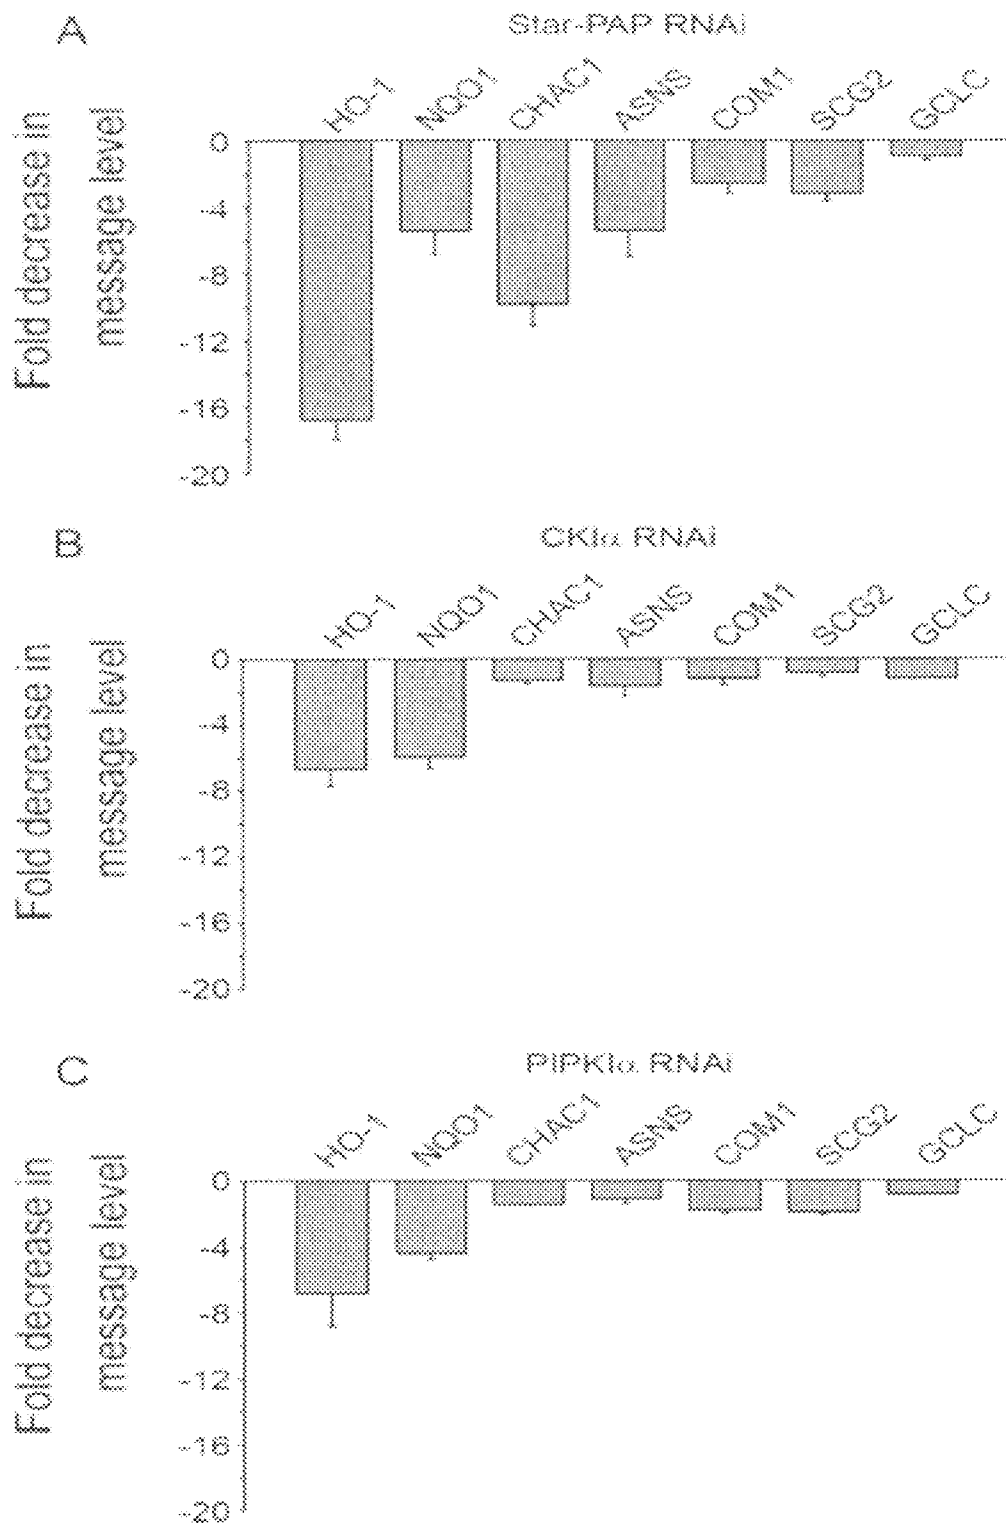 A
Star-PAP RNAi
HO-1
NQO1
CHAC1
ASNS
COM1
SCG2
GCLC
Fold decrease in
message level
0
-4
-8
-12
-16
-20
B
CKIα RNAi
HO-1
NQO1
CHAC1
ASNS
COM1
SCG2
GCLC
Fold decrease in
message level
0
-4
-8
-12
-16
-20
C
PIPKIα RNAi
HO-1
NQO1
CHAC1
ASNS
COM1
SCG2
GCLC
Fold decrease in
message level
0
-4
-8
-12
-16
-20